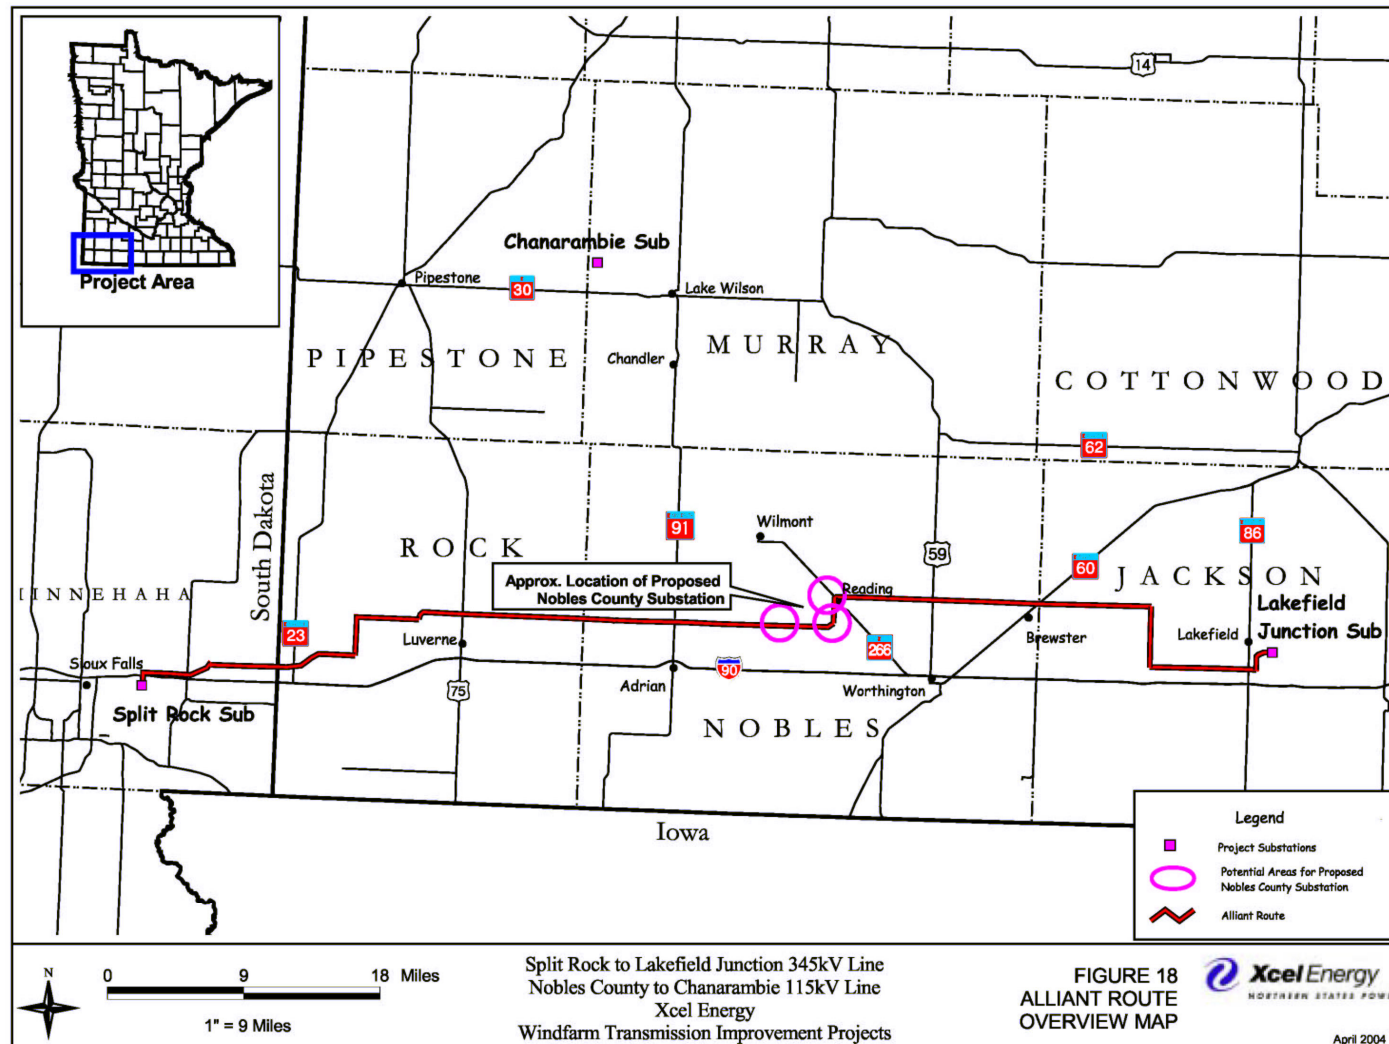 14
Chanarambie Sub
Project Area
Pipestone
30
Lake Wilson
PIPESTONE
Chandler
MURRAY
COTTONWOOD
62
South Dakota
91
Wilmont
59
86
ROCK
60
JACKSON
Approx. Location of Proposed
Nobles County Substation
Reading
INNEHAHA
Lakefield
Junction Sub
23
Luverne
Brewster
Lakefield
266
Sioux Falls
90
75
Adrian
Worthington
Split Rock Sub
NOBLES
Iowa
Legend
Project Substations
Potential Areas for Proposed
Nobles County Substation
Alliant Route
N
0 9 18 Miles
1" = 9 Miles
Split Rock to Lakefield Junction 345kV Line
Nobles County to Chanarambie 115kV Line
Xcel Energy
Windfarm Transmission Improvement Projects
FIGURE 18
ALLIANT ROUTE
OVERVIEW MAP
Xcel Energy
NORTHERN STATES POW
April 2004